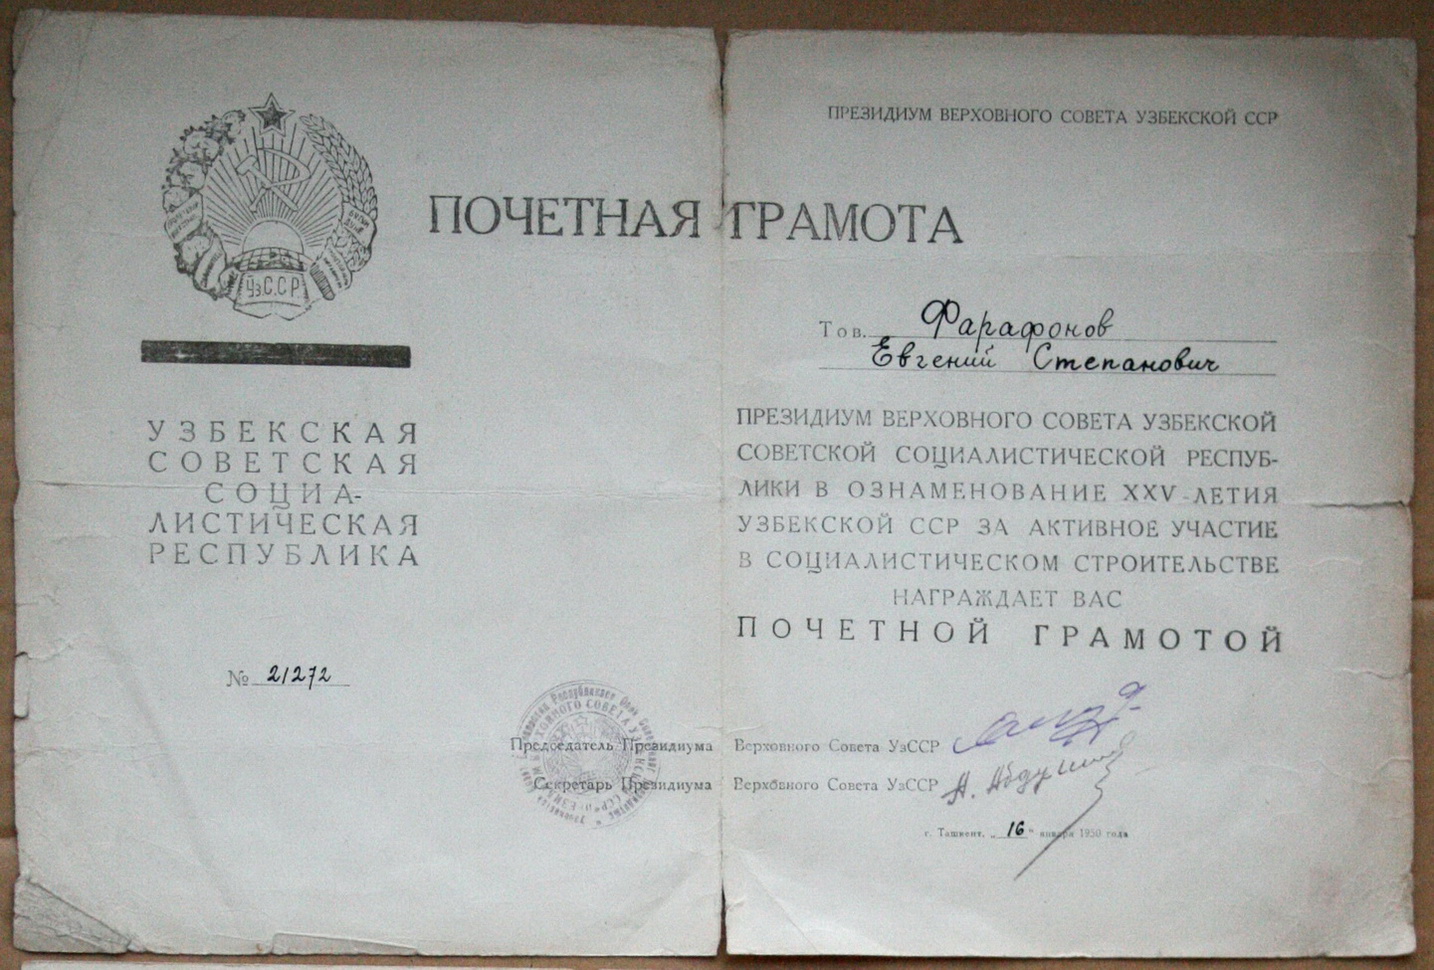 ПОЧЕТНАЯ ГРАМОТА
УзССР
УЗБЕКСКАЯ
СОВЕТСКАЯ
СОЦИА-
ЛИСТИЧЕСКАЯ
РЕСПУБЛИКА
№ 21272
ПРЕЗИДИУМ ВЕРХОВНОГО СОВЕТА УЗБЕКСКОЙ ССР
Тов. Фарафонов
Евгений Степанович
ПРЕЗИДИУМ ВЕРХОВНОГО СОВЕТА УЗБЕКСКОЙ
СОВЕТСКОЙ СОЦИАЛИСТИЧЕСКОЙ РЕСПУБ-
ЛИКИ В ОЗНАМЕНОВАНИЕ XXV-ЛЕТИЯ
УЗБЕКСКОЙ ССР ЗА АКТИВНОЕ УЧАСТИЕ
В СОЦИАЛИСТИЧЕСКОМ СТРОИТЕЛЬСТВЕ
НАГРАЖДАЕТ ВАС
ПОЧЕТНОЙ ГРАМОТОЙ
Председатель Президиума Верховного Совета УзССР
Секретарь Президиума Верховного Совета УзССР
г. Ташкент, „16" января 1950 года